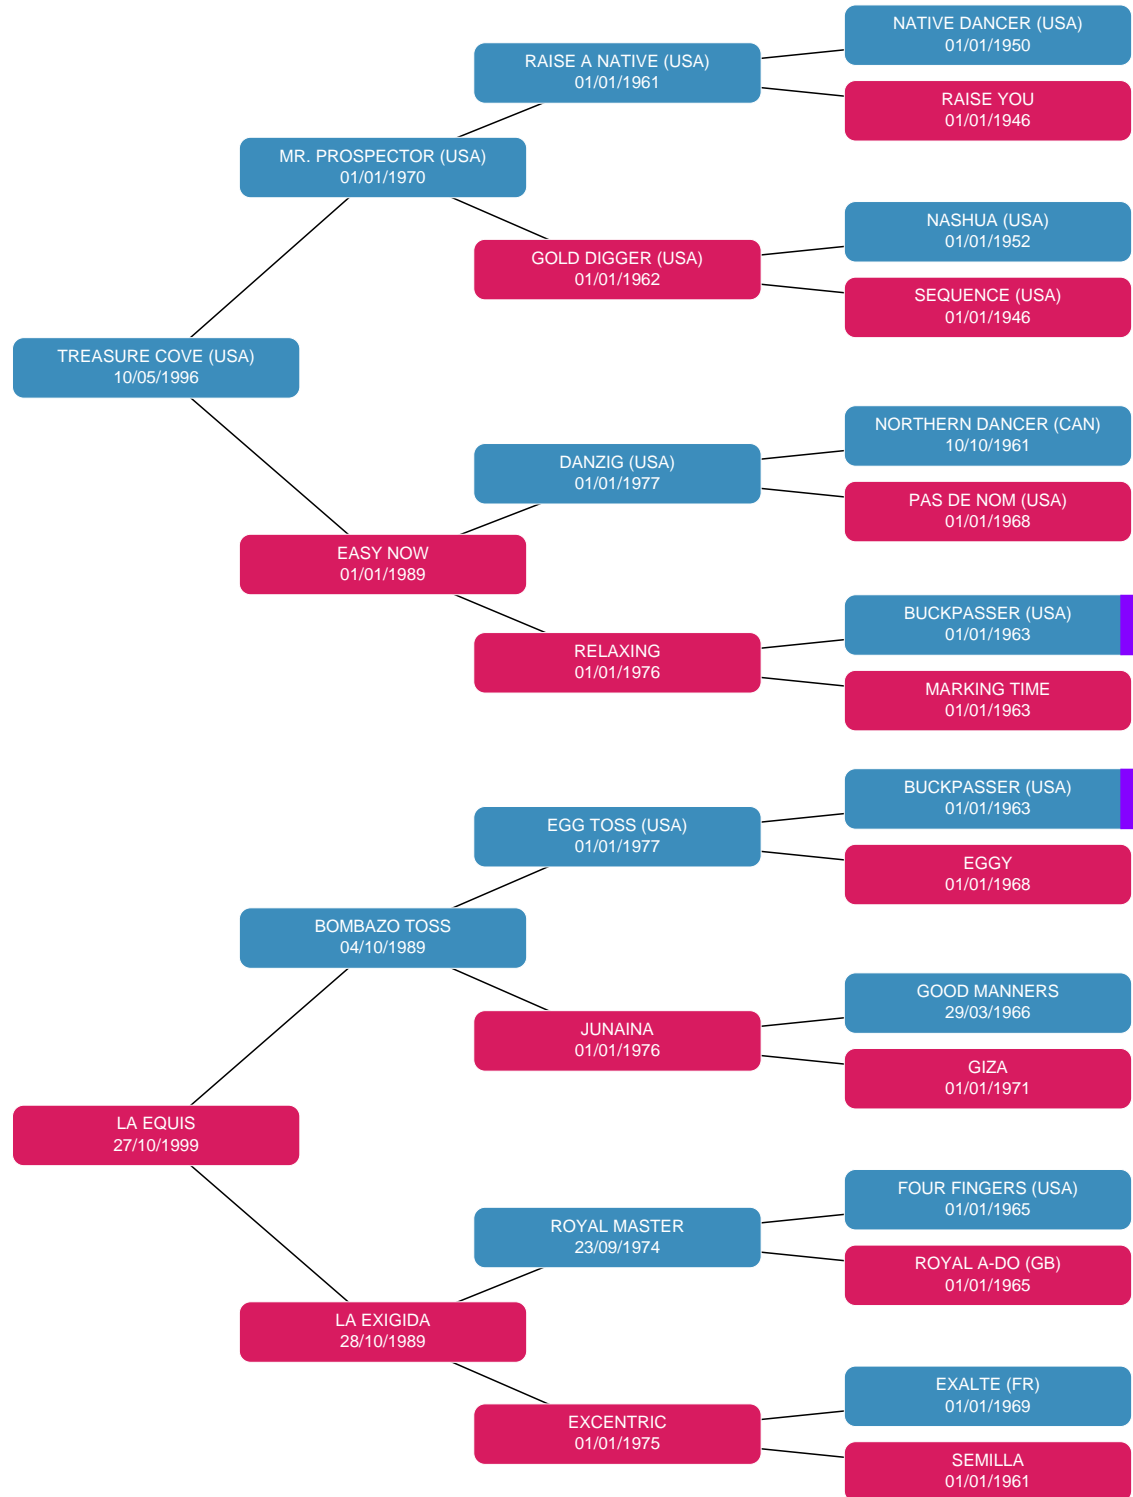 NATIVE DANCER (USA)
01/01/1950
RAISE A NATIVE (USA)
01/01/1961
RAISE YOU
01/01/1946
MR. PROSPECTOR (USA)
01/01/1970
NASHUA (USA)
01/01/1952
GOLD DIGGER (USA)
01/01/1962
SEQUENCE (USA)
01/01/1946
TREASURE COVE (USA)
10/05/1996
NORTHERN DANCER (CAN)
10/10/1961
DANZIG (USA)
01/01/1977
PAS DE NOM (USA)
01/01/1968
EASY NOW
01/01/1989
BUCKPASSER (USA)
01/01/1963
RELAXING
01/01/1976
MARKING TIME
01/01/1963
BUCKPASSER (USA)
01/01/1963
EGG TOSS (USA)
01/01/1977
EGGY
01/01/1968
BOMBAZO TOSS
04/10/1989
GOOD MANNERS
29/03/1966
JUNAINA
01/01/1976
GIZA
01/01/1971
LA EQUIS
27/10/1999
FOUR FINGERS (USA)
01/01/1965
ROYAL MASTER
23/09/1974
ROYAL A-DO (GB)
01/01/1965
LA EXIGIDA
28/10/1989
EXALTE (FR)
01/01/1969
EXCENTRIC
01/01/1975
SEMILLA
01/01/1961